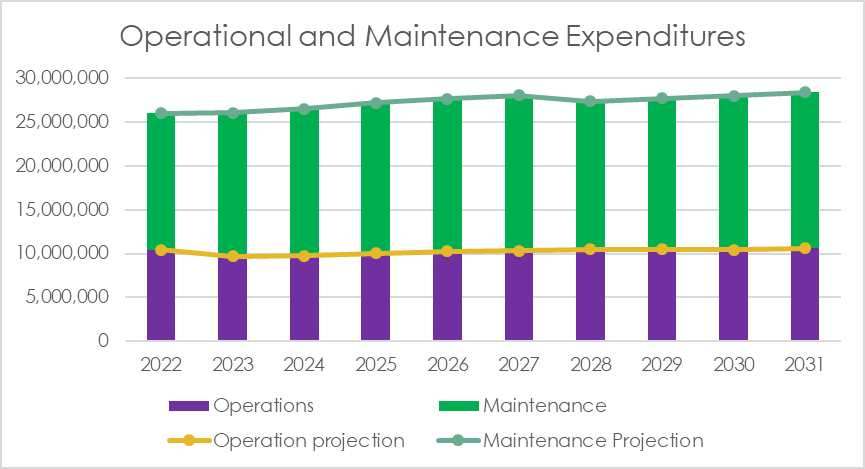 Operational and Maintenance Expenditures
30,000,000
25,000,000
20,000,000
15,000,000
10,000,000
5,000,000
0
2022 2023 2024 2025 2026 2027 2028 2029 2030 2031
Operations Maintenance
Operation projection Maintenance Projection